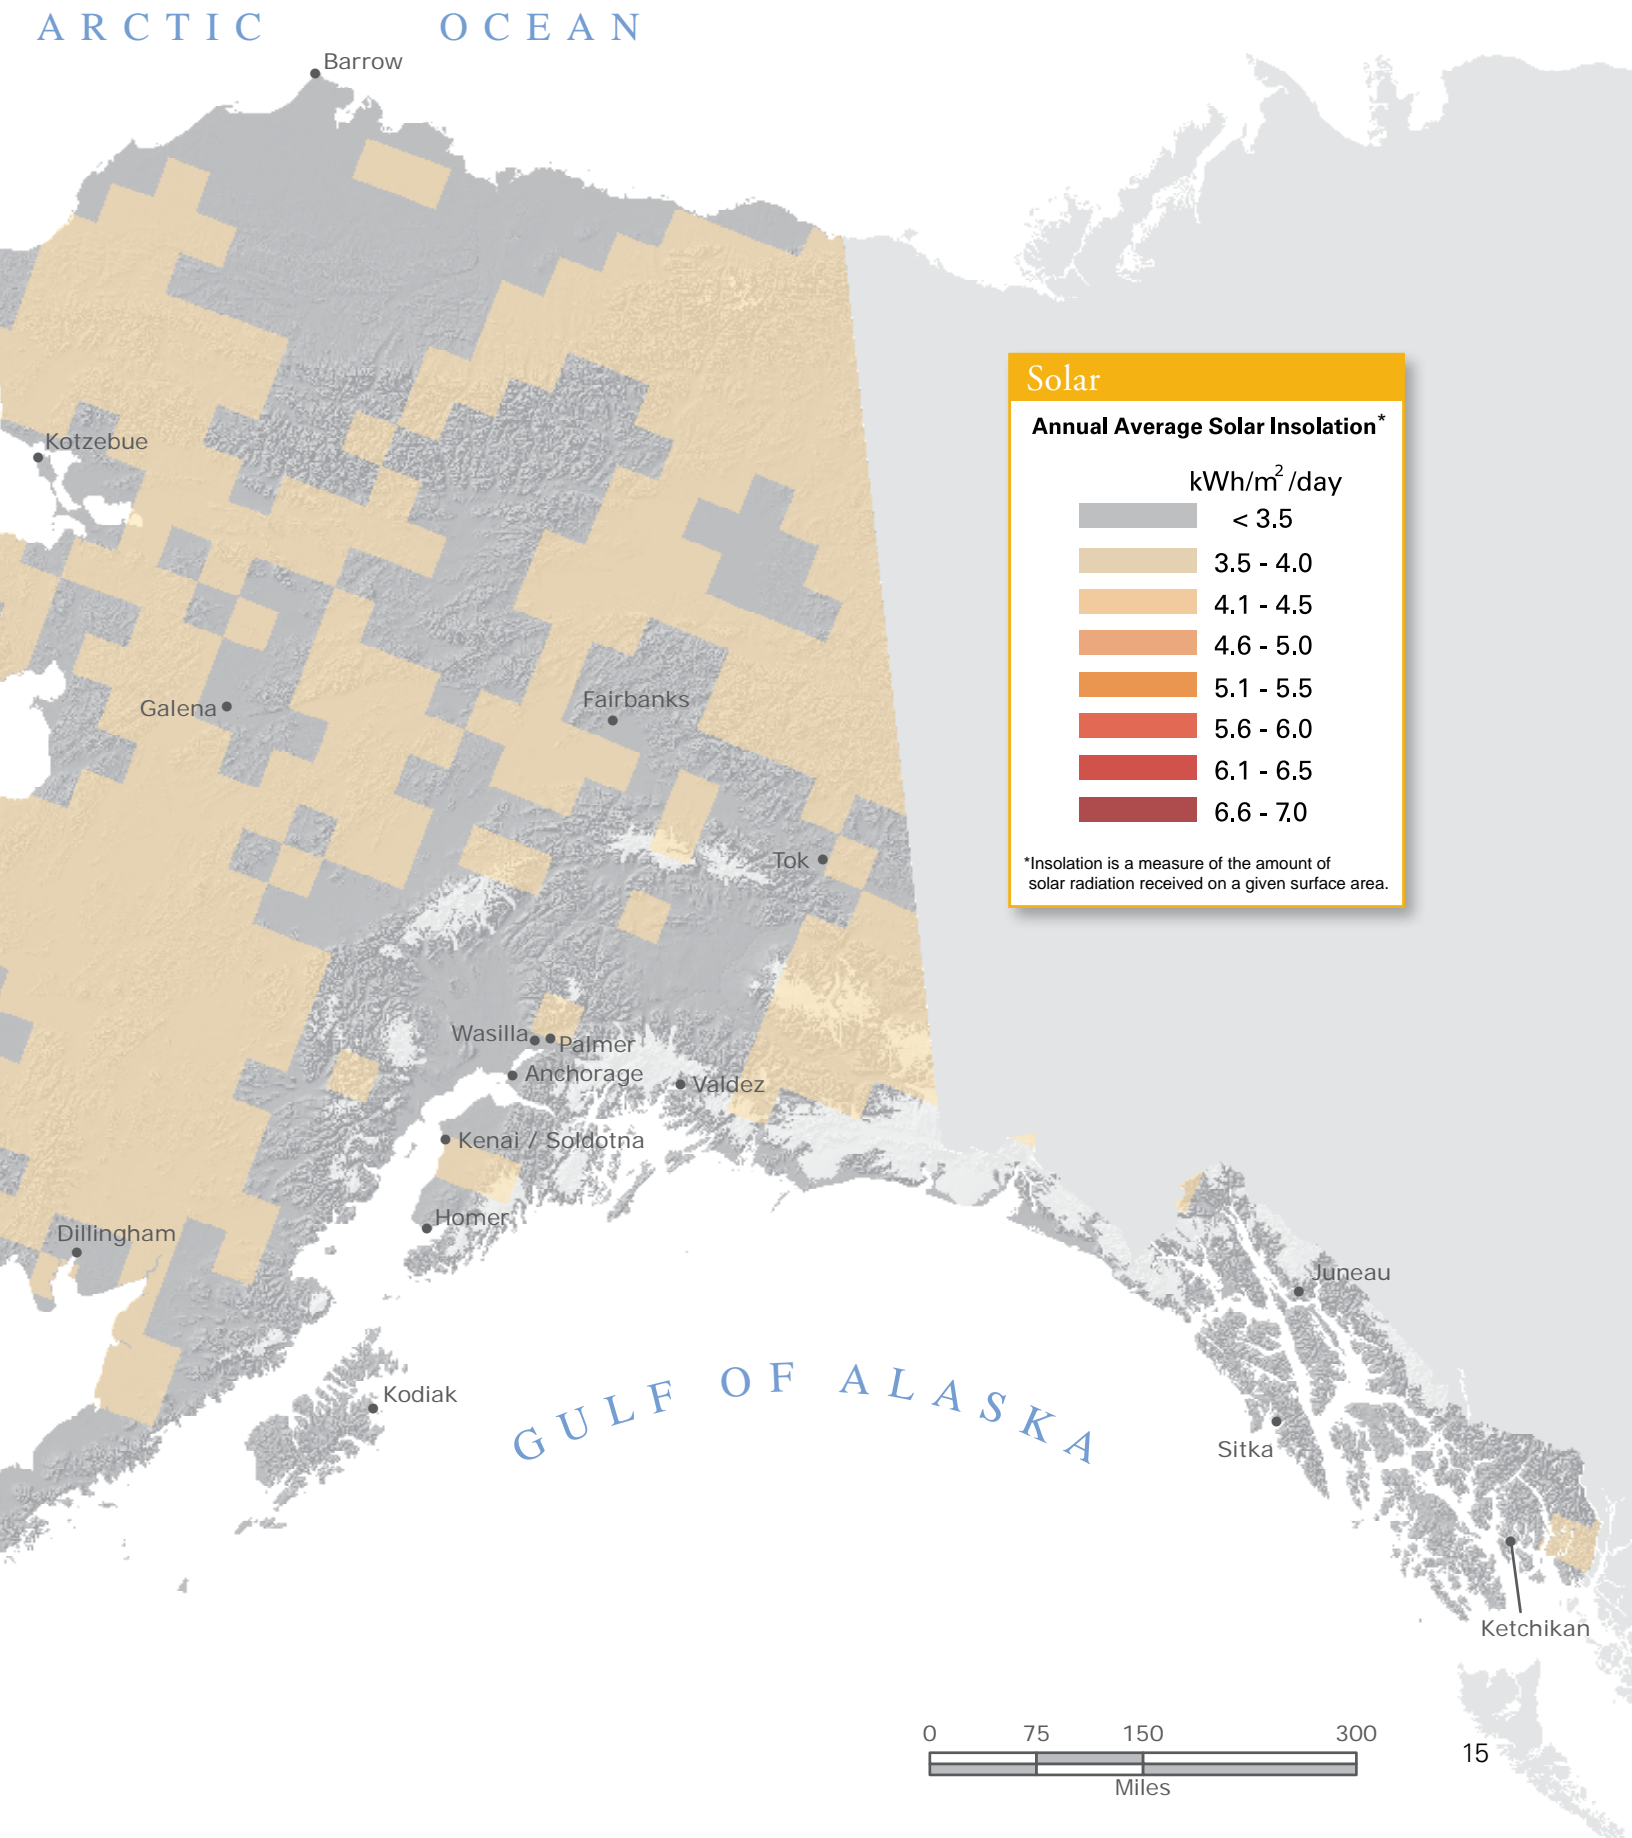 ARCTIC OCEAN
Barrow
Solar
Annual Average Solar Insolation*
kWh/m2/day
< 3.5
3.5 - 4.0
4.1 - 4.5
4.6 - 5.0
5.1 - 5.5
5.6 - 6.0
6.1 - 6.5
6.6 - 7.0
*Insolation is a measure of the amount of
solar radiation received on a given surface area.
Kotzebue
Galena
Fairbanks
Tok
Wasilla
Palmer
Anchorage
Valdez
Kenai / Soldotna
Homer
Dillingham
Juneau
Kodiak
GULF OF ALASKA
Sitka
Ketchikan
0 75 150 300
Miles
15